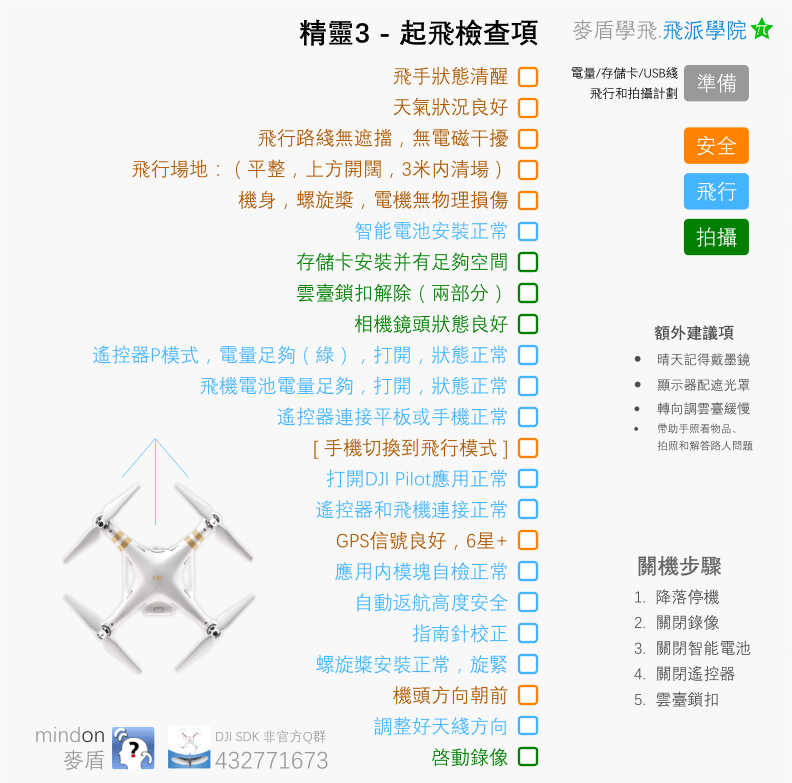 精靈3 - 起飛檢查項
麥盾學飛.飛派學院
π
飛手狀態清醒
天氣狀況良好
飛行路綫無遮擋，無電磁干擾
飛行場地：（平整，上方開闊，3米内清場）
機身，螺旋槳，電機無物理損傷
智能電池安裝正常
存儲卡安裝并有足夠空間
雲臺鎖扣解除（兩部分）
相機鏡頭狀態良好
遙控器P模式，電量足夠（綠），打開，狀態正常
飛機電池電量足夠，打開，狀態正常
遙控器連接平板或手機正常
[ 手機切換到飛行模式 ]
打開DJI Pilot應用正常
遙控器和飛機連接正常
GPS信號良好，6星+
應用内模塊自檢正常
自動返航高度安全
指南針校正
螺旋槳安裝正常，旋緊
機頭方向朝前
調整好天綫方向
啓動錄像
電量/存儲卡/USB綫
飛行和拍攝計劃
準備
安全
飛行
拍攝
額外建議項
• 晴天記得戴墨鏡
• 顯示器配遮光罩
• 轉向調雲臺緩慢
• 帶助手照看物品、
拍照和解答路人問題
關機步驟
1. 降落停機
2. 關閉錄像
3. 關閉智能電池
4. 關閉遙控器
5. 雲臺鎖扣
mindon
麥盾
?
DJI SDK 非官方Q群
432771673